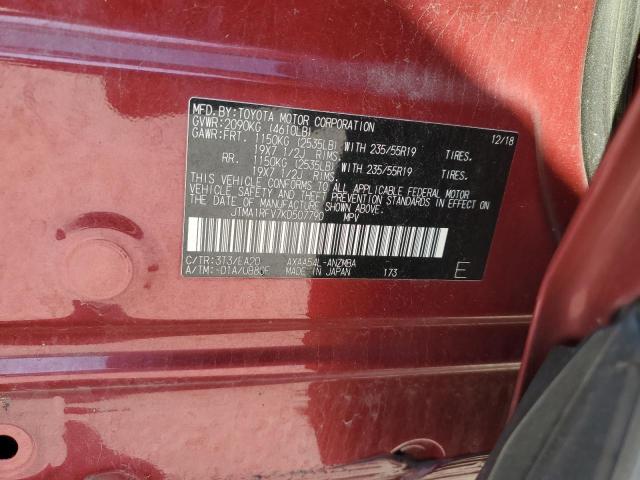 MFD.BY:TOYOTA MOTOR CORPORATION 12/18
GVWR:2090KG (4610LB)
GAWR:FRT. 1150KG (2535LB) WITH 235/55R19 TIRES.
19X7 1/2J RIMS.
RR. 1150KG (2535LB) WITH 235/55R19 TIRES.
19X7 1/2J RIMS.
THIS VEHICLE CONFORMS TO ALL APPLICABLE FEDERAL MOTOR
VEHICLE SAFETY, BUMPER, AND THEFT PREVENTION STANDARDS IN EFFECT
ON THE DATE OF MANUFACTURE SHOWN ABOVE.
JTMA1RFV7KD507790 MPV
C/TR:3T3/EA20 AXAA54L-ANZMBA
A/TM:-01A/UB80F MADE IN JAPAN 173 E